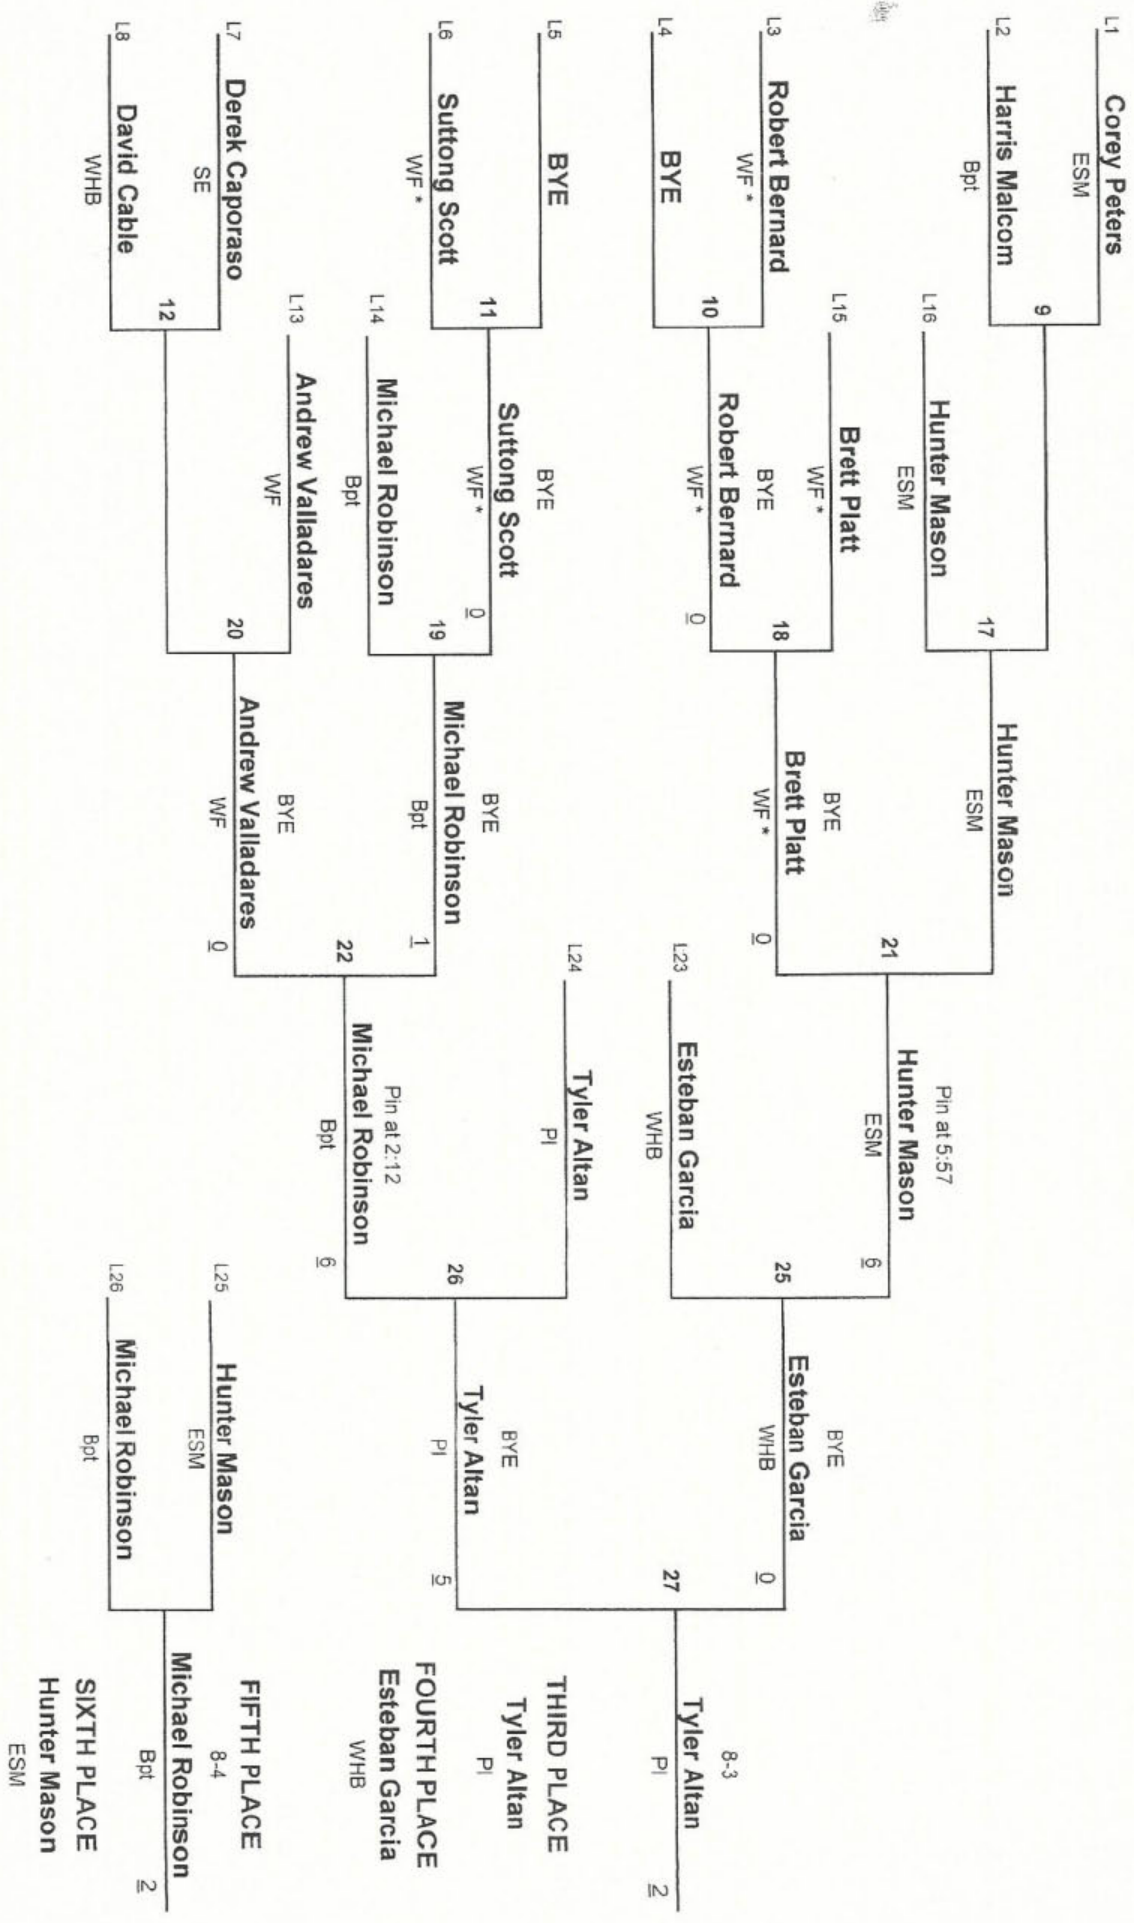 L1 Corey Peters
ESM
L2 Harris Malcom
Bpt
9
L16 Hunter Mason
ESM
17
Hunter Mason
ESM
L3 Robert Bernard
WF *
L4 BYE
10
L15 Brett Platt
WF *
BYE
Robert Bernard
WF * 0
18
BYE
Brett Platt
WF * 0
21
Pin at 5:57
Hunter Mason
ESM 6
L23 Esteban Garcia
WHB
25
BYE
Esteban Garcia
WHB 0
L5 BYE
L6 Suttong Scott
WF *
11
BYE
Suttong Scott
WF * 0
L14 Michael Robinson
Bpt
19
BYE
Michael Robinson
Bpt 1
L7 Derek Caporaso
SE
L8 David Cable
WHB
12
L13 Andrew Valladares
WF
20
BYE
Andrew Valladares
WF 0
22
L24 Tyler Altan
PI
Pin at 2:12
Michael Robinson
Bpt 6
26
BYE
Tyler Altan
PI 5
27
8-3
Tyler Altan
PI 2
THIRD PLACE
Tyler Altan
PI
FOURTH PLACE
Esteban Garcia
WHB
L25 Hunter Mason
ESM
L26 Michael Robinson
Bpt
FIFTH PLACE
8-4
Michael Robinson
Bpt 2
SIXTH PLACE
Hunter Mason
ESM